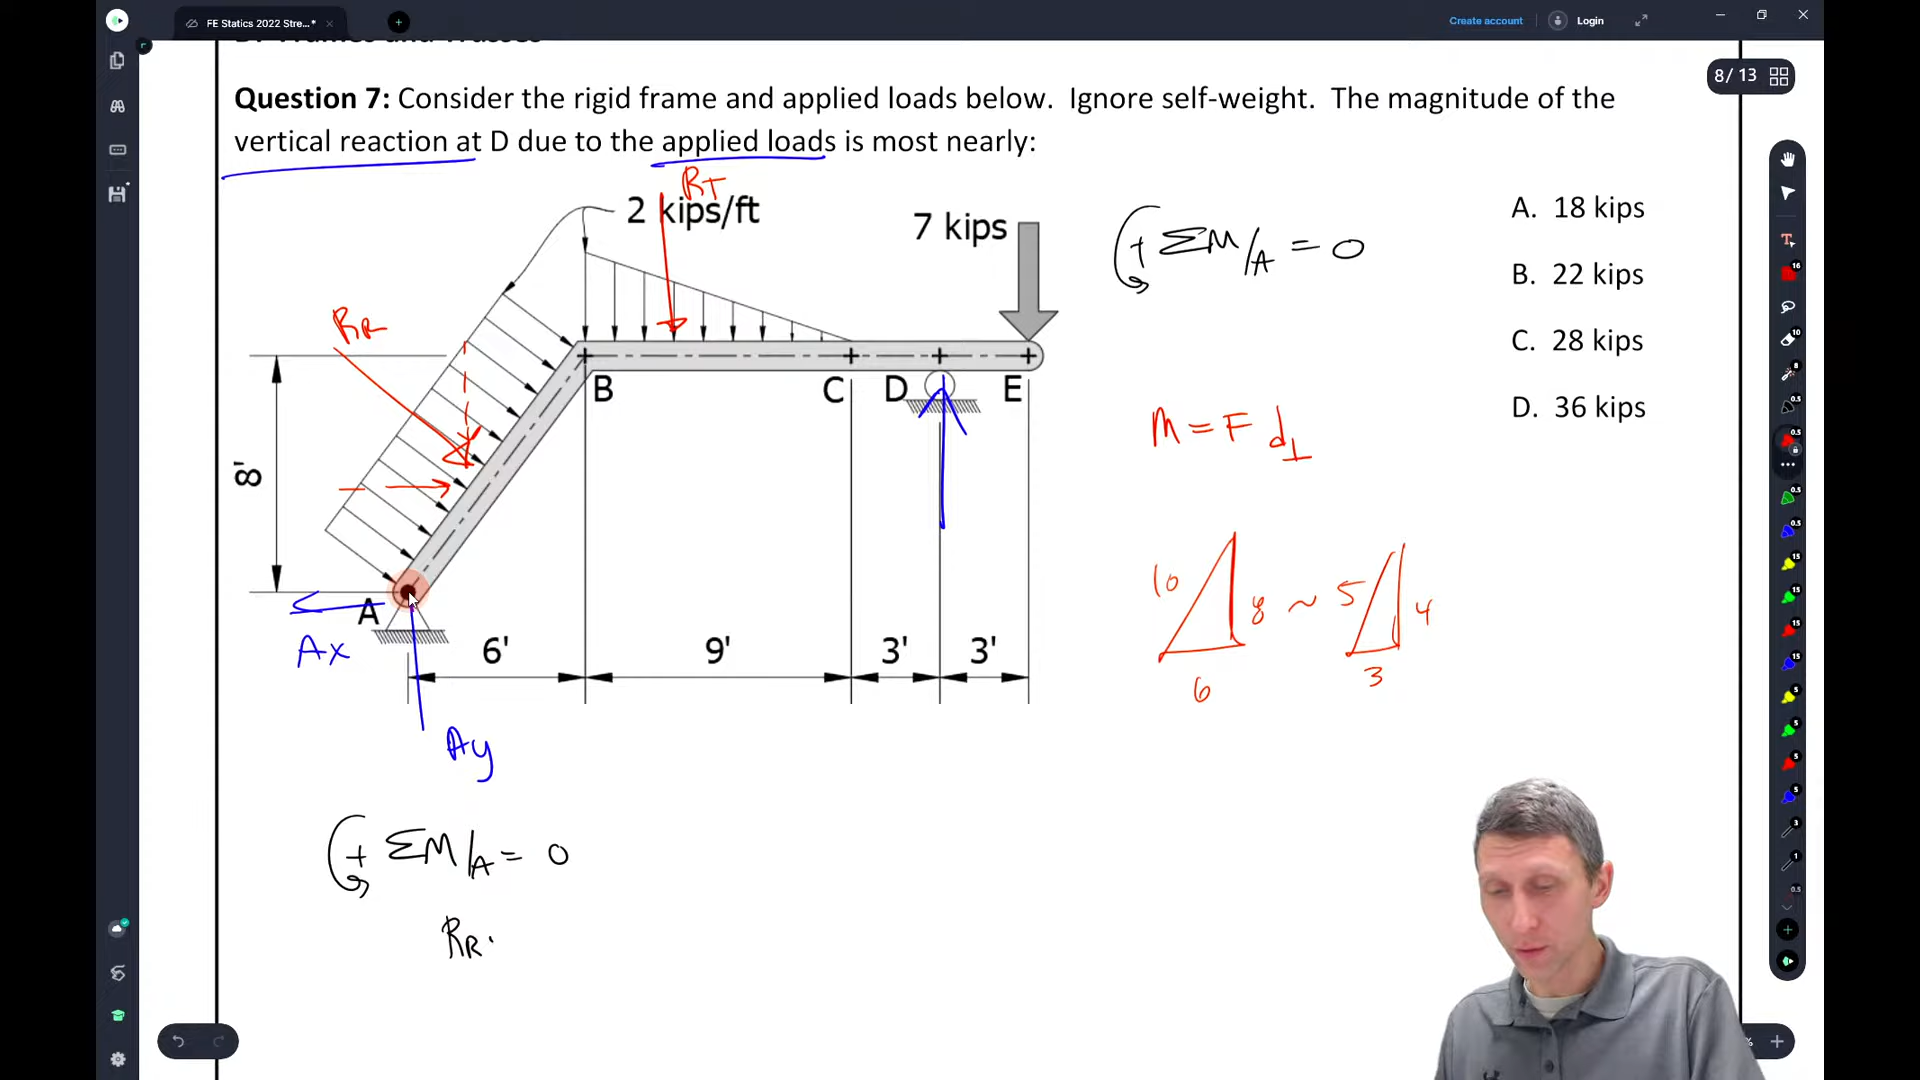 FE Statics 2022 Stre...*
Create account
Login
8/ 13
Question 7: Consider the rigid frame and applied loads below. Ignore self-weight. The magnitude of the
vertical reaction at D due to the applied loads is most nearly:
RT
2 kips/ft
7 kips
+ ΣM/A = 0
A. 18 kips
B. 22 kips
C. 28 kips
D. 36 kips
RR
B
C
D
E
M = F d⊥
8'
10
8 ~ 5
4
6
3
A
Ax
6'
9'
3'
3'
Ay
+ ΣM/A = 0
RR.